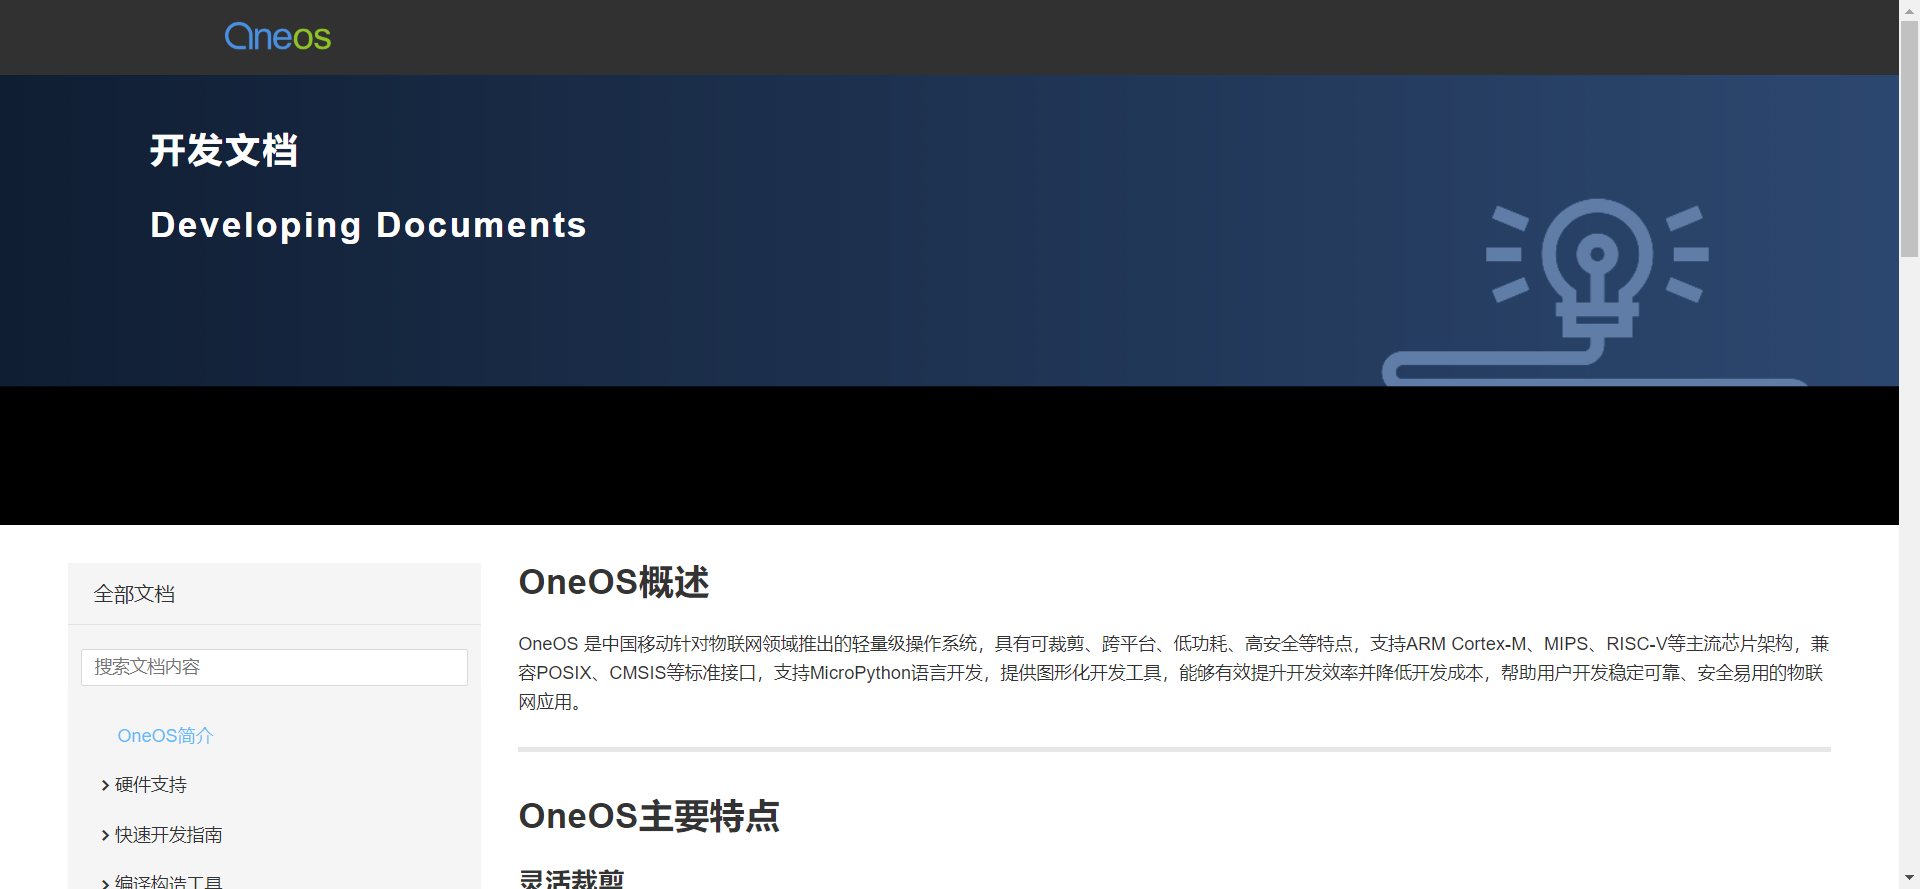 Oneos
开发文档
Developing Documents
全部文档
搜索文档内容
OneOS简介
硬件支持
快速开发指南
编译构造工具
OneOS概述
OneOS 是中国移动针对物联网领域推出的轻量级操作系统，具有可裁剪、跨平台、低功耗、高安全等特点，支持ARM Cortex-M、MIPS、RISC-V等主流芯片架构，兼
容POSIX、CMSIS等标准接口，支持MicroPython语言开发，提供图形化开发工具，能够有效提升开发效率并降低开发成本，帮助用户开发稳定可靠、安全易用的物联
网应用。
OneOS主要特点
灵活裁剪